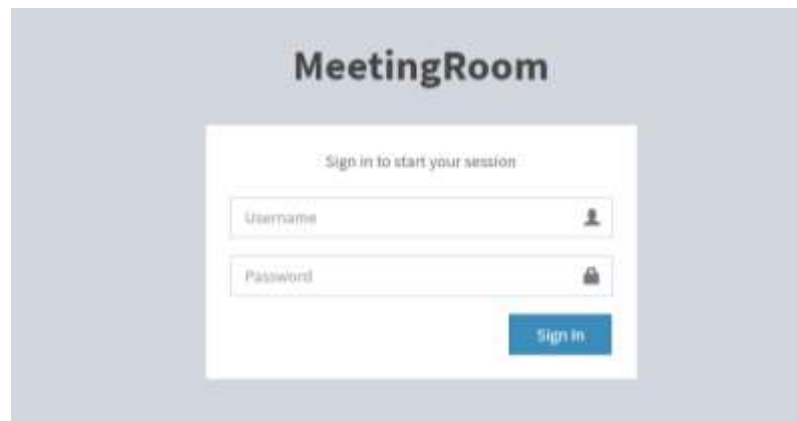 MeetingRoom
Sign in to start your session
Username
Password
Sign In